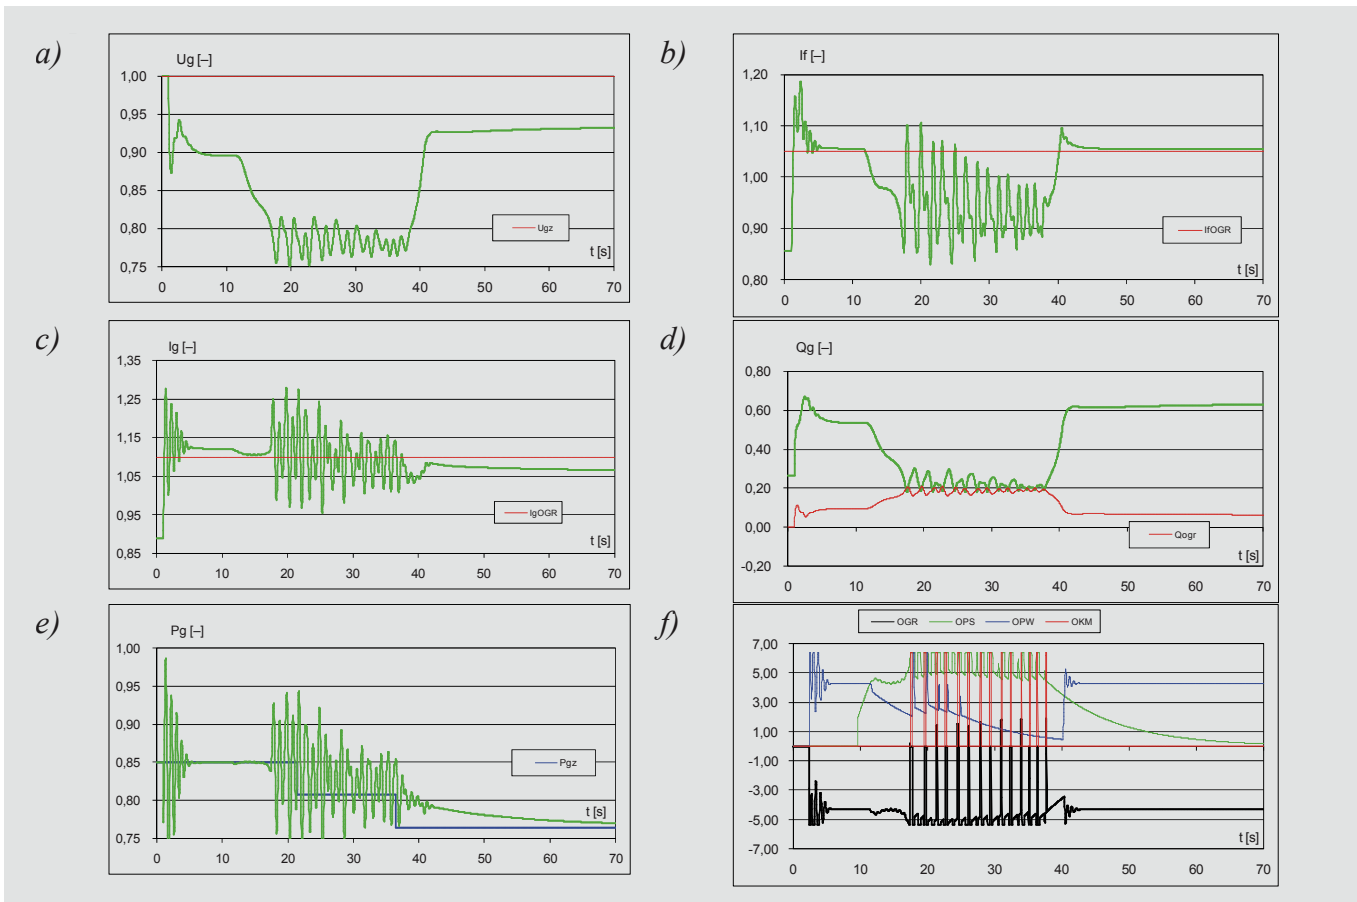 a)
Ug [–]
1,00
0,95
0,90
0,85
0,80
0,75
Ugz
t [s]
0 10 20 30 40 50 60 70
b)
If [–]
1,20
1,10
1,00
0,90
0,80
IfOGR
t [s]
0 10 20 30 40 50 60 70
c)
Ig [–]
1,35
1,25
1,15
1,05
0,95
0,85
IgOGR
t [s]
0 10 20 30 40 50 60 70
d)
Qg [–]
0,80
0,60
0,40
0,20
0,00
-0,20
Qogr
t [s]
0 10 20 30 40 50 60 70
e)
Pg [–]
1,00
0,95
0,90
0,85
0,80
0,75
Pgz
t [s]
0 10 20 30 40 50 60 70
f)
OGR OPS OPW OKM
7,00
5,00
3,00
1,00
-1,00
-3,00
-5,00
-7,00
t [s]
0 10 20 30 40 50 60 70